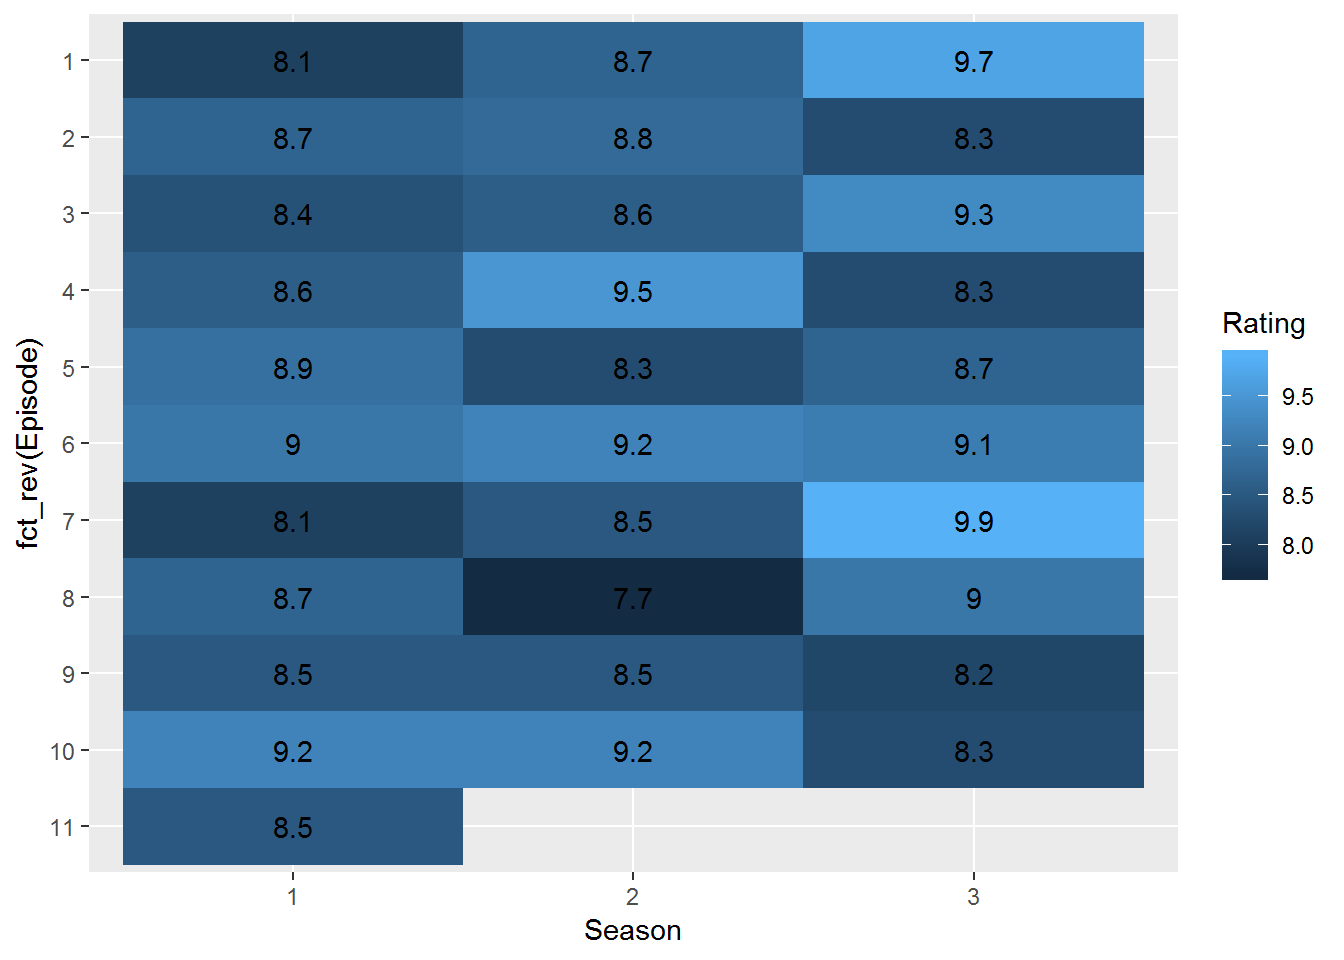 1 8.1 8.7 9.7
2 8.7 8.8 8.3
3 8.4 8.6 9.3
4 8.6 9.5 8.3
5 8.9 8.3 8.7
6 9 9.2 9.1
7 8.1 8.5 9.9
8 8.7 7.7 9
9 8.5 8.5 8.2
10 9.2 9.2 8.3
11 8.5
1 2 3
Season
fct_rev(Episode)
Rating
9.5
9.0
8.5
8.0